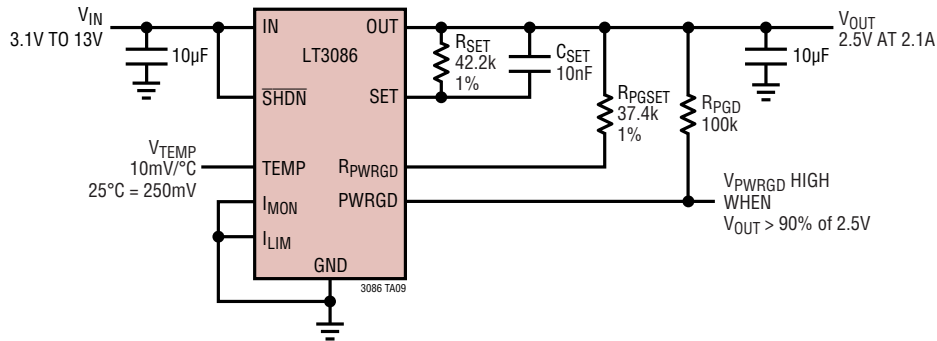 VIN
3.1V TO 13V
10µF
IN
OUT
LT3086
SHDN
SET
RSET
42.2k
1%
CSET
10nF
RPGSET
37.4k
1%
RPGD
100k
10µF
VOUT
2.5V AT 2.1A
VTEMP
10mV/°C
25°C = 250mV
TEMP
RPWRGD
IMON
PWRGD
ILIM
GND
VPWRGD HIGH
WHEN
VOUT > 90% of 2.5V
3086 TA09